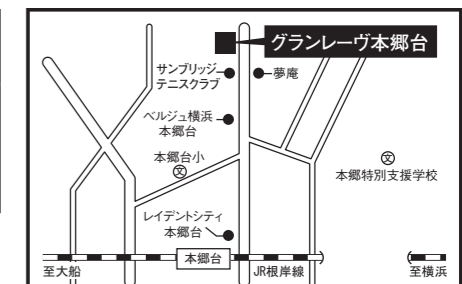 グランレーヴ本郷台
サンブリッジ
テニスクラブ
夢庵
ベルジュ横浜
本郷台
本郷台小
文
文
本郷特別支援学校
レイデントシティ
本郷台
本郷台
至大船
JR根岸線
至横浜